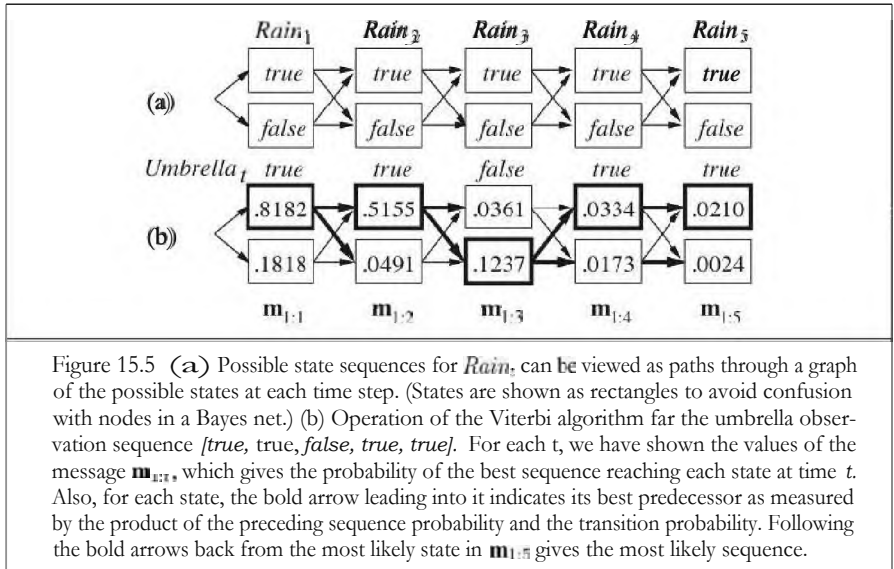 Rain1 Rain2 Rain3 Rain4 Rain5
true true true true true
(a)
false false false false false
Umbrella t true true false true true
.8182 .5155 .0361 .0334 .0210
(b)
.1818 .0491 .1237 .0173 .0024
m1:1 m1:2 m1:3 m1:4 m1:5
Figure 15.5 (a) Possible state sequences for Rain can be viewed as paths through a graph
of the possible states at each time step. (States are shown as rectangles to avoid confusion
with nodes in a Bayes net.) (b) Operation of the Viterbi algorithm far the umbrella obser-
vation sequence [true, true, false, true, true]. For each t, we have shown the values of the
message m, which gives the probability of the best sequence reaching each state at time t.
Also, for each state, the bold arrow leading into it indicates its best predecessor as measured
by the product of the preceding sequence probability and the transition probability. Following
the bold arrows back from the most likely state in m1:5 gives the most likely sequence.